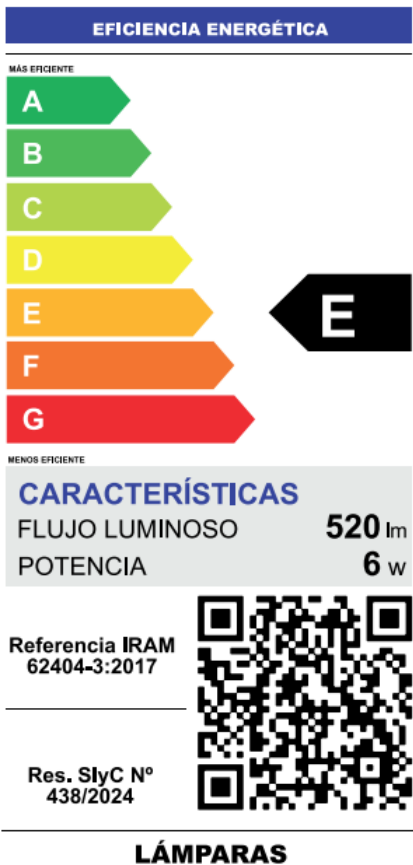 EFICIENCIA ENERGÉTICA
MÁS EFICIENTE
A
B
C
D
E
E
F
G
MENOS EFICIENTE
CARACTERÍSTICAS
FLUJO LUMINOSO 520 lm
POTENCIA 6 w
Referencia IRAM
62404-3:2017
Res. SIyC Nº
438/2024
LÁMPARAS